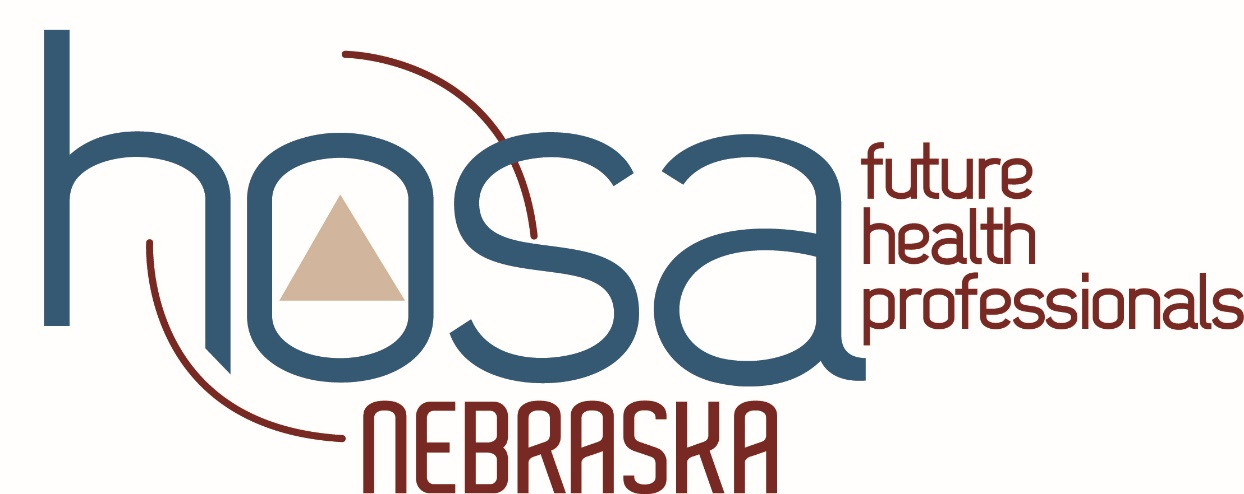 hosa
future
health
professionals
NEBRASKA